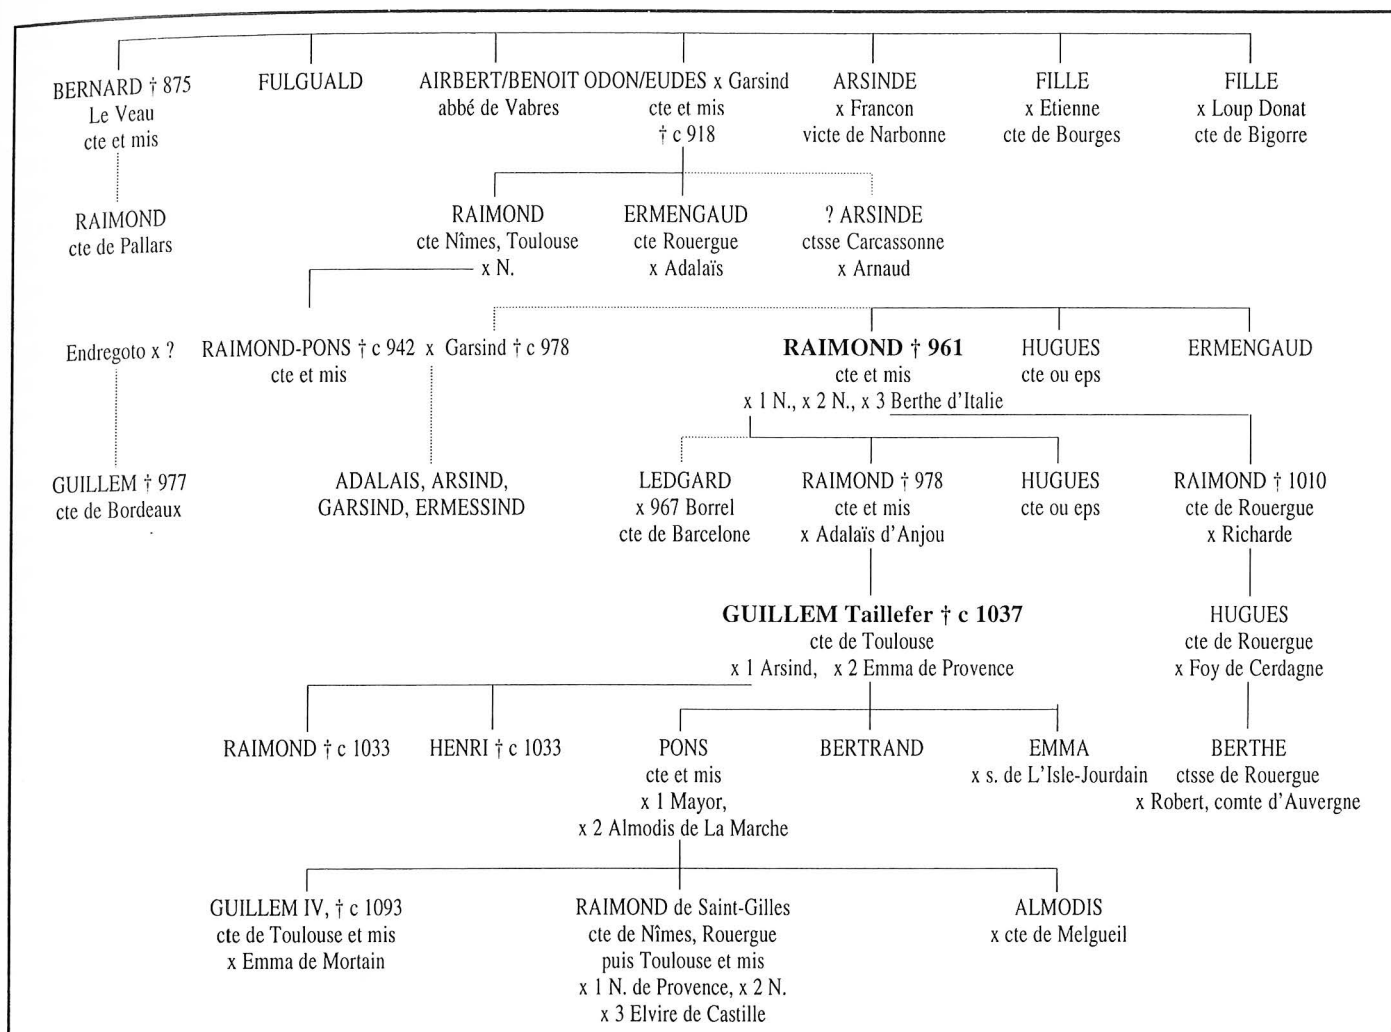 BERNARD † 875
Le Veau
cte et mis
FULGUALD
AIRBERT/BENOIT
abbé de Vabres
ODON/EUDES x Garsind
cte et mis
† c 918
ARSINDE
x Francon
victe de Narbonne
FILLE
x Etienne
cte de Bourges
FILLE
x Loup Donat
cte de Bigorre
RAIMOND
cte de Pallars
RAIMOND
cte Nîmes, Toulouse
x N.
ERMENGAUD
cte Rouergue
x Adalaïs
? ARSINDE
ctsse Carcassonne
x Arnaud
Endregoto x ?
RAIMOND-PONS † c 942 x Garsind † c 978
cte et mis
RAIMOND † 961
cte et mis
x 1 N., x 2 N., x 3 Berthe d'Italie
HUGUES
cte ou eps
ERMENGAUD
GUILLEM † 977
cte de Bordeaux
ADALAIS, ARSIND,
GARSIND, ERMESSIND
LEDGARD
x 967 Borrel
cte de Barcelone
RAIMOND † 978
cte et mis
x Adalaïs d'Anjou
HUGUES
cte ou eps
RAIMOND † 1010
cte de Rouergue
x Richarde
GUILLEM Taillefer † c 1037
cte de Toulouse
x 1 Arsind, x 2 Emma de Provence
HUGUES
cte de Rouergue
x Foy de Cerdagne
RAIMOND † c 1033
HENRI † c 1033
PONS
cte et mis
x 1 Mayor,
x 2 Almodis de La Marche
BERTRAND
EMMA
x s. de L'Isle-Jourdain
BERTHE
ctsse de Rouergue
x Robert, comte d'Auvergne
GUILLEM IV, † c 1093
cte de Toulouse et mis
x Emma de Mortain
RAIMOND de Saint-Gilles
cte de Nîmes, Rouergue
puis Toulouse et mis
x 1 N. de Provence, x 2 N.
x 3 Elvire de Castille
ALMODIS
x cte de Melgueil